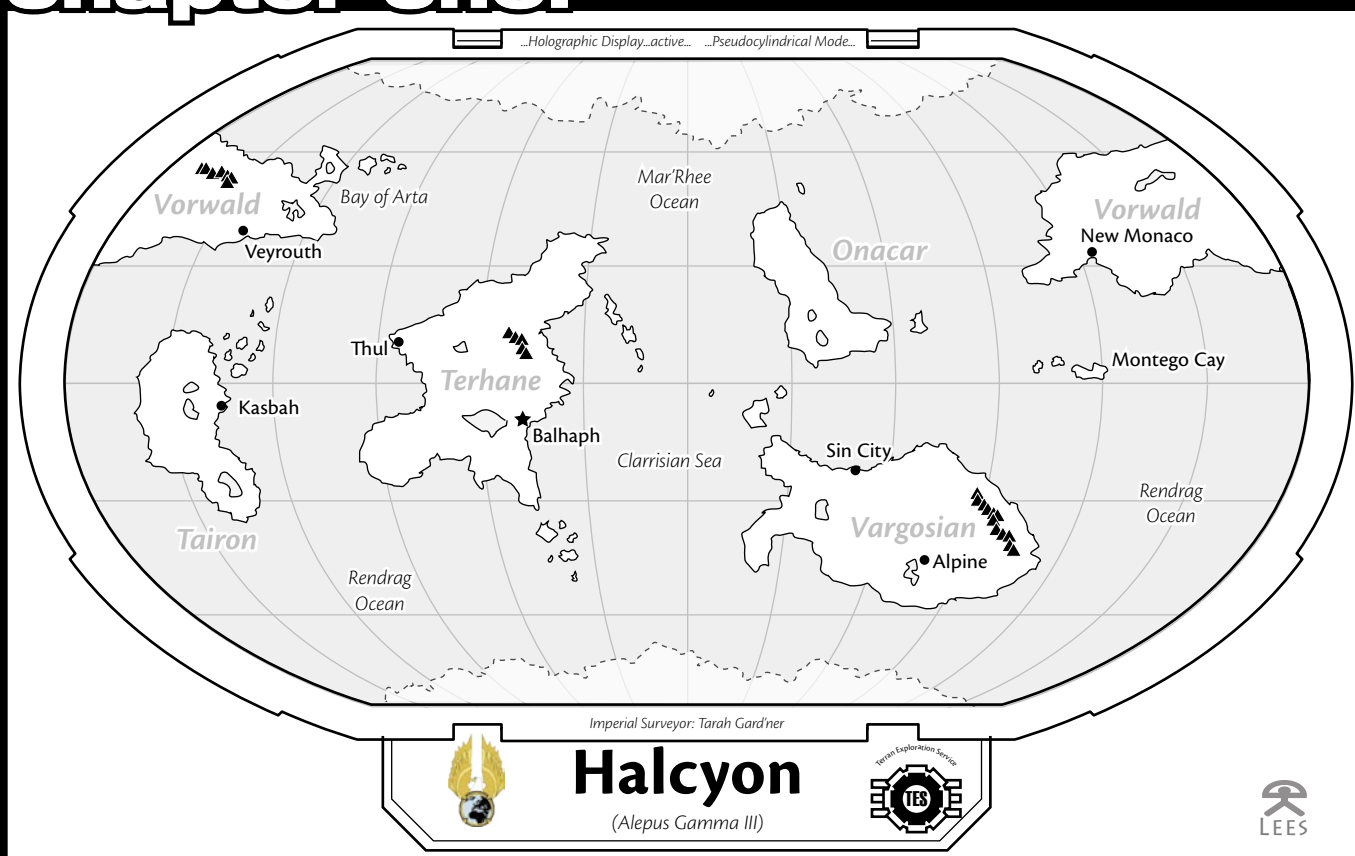 Chapter One:
...Holographic Display...active... ...Pseudocylindrical Mode...
Mar'Rhee
Ocean
Bay of Arta
Vorwald
Veyrouth
Onacar
Vorwald
New Monaco
Thul
Terhane
Montego Cay
Kasbah
Balhaph
Clarrisian Sea
Sin City
Rendrag
Ocean
Tairon
Vargosian
Alpine
Rendrag
Ocean
Imperial Surveyor: Tarah Gard'ner
Halcyon
(Alepus Gamma III)
Terran Exploration Service
TES
LEES